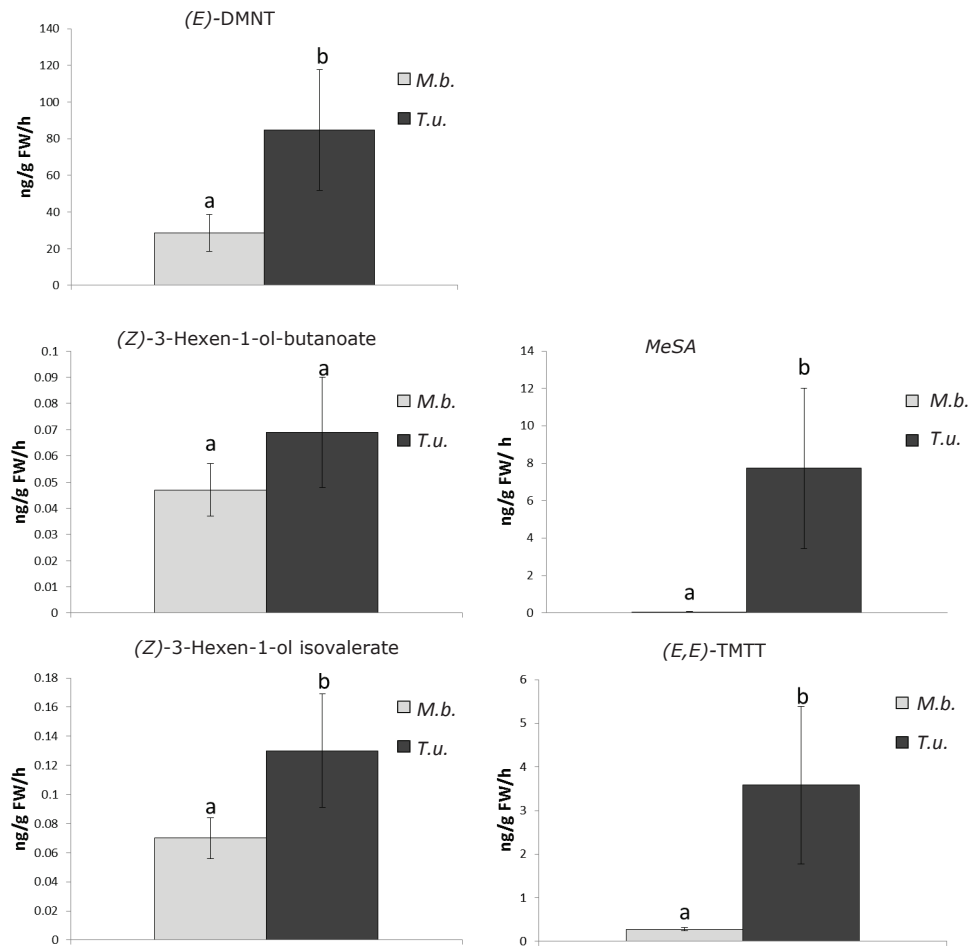 (E)-DMNT
140
120
100
80
60
40
20
0
ng/g FW/h
a
b
M.b.
T.u.
(Z)-3-Hexen-1-ol-butanoate
0.1
0.09
0.08
0.07
0.06
0.05
0.04
0.03
0.02
0.01
0
ng/g FW/h
a
a
M.b.
T.u.
MeSA
14
12
10
8
6
4
2
0
ng/g FW/ h
a
b
M.b.
T.u.
(Z)-3-Hexen-1-ol isovalerate
0.18
0.16
0.14
0.12
0.1
0.08
0.06
0.04
0.02
0
ng/g FW/h
a
b
M.b.
T.u.
(E,E)-TMTT
6
5
4
3
2
1
0
ng/g FW/h
a
b
M.b.
T.u.